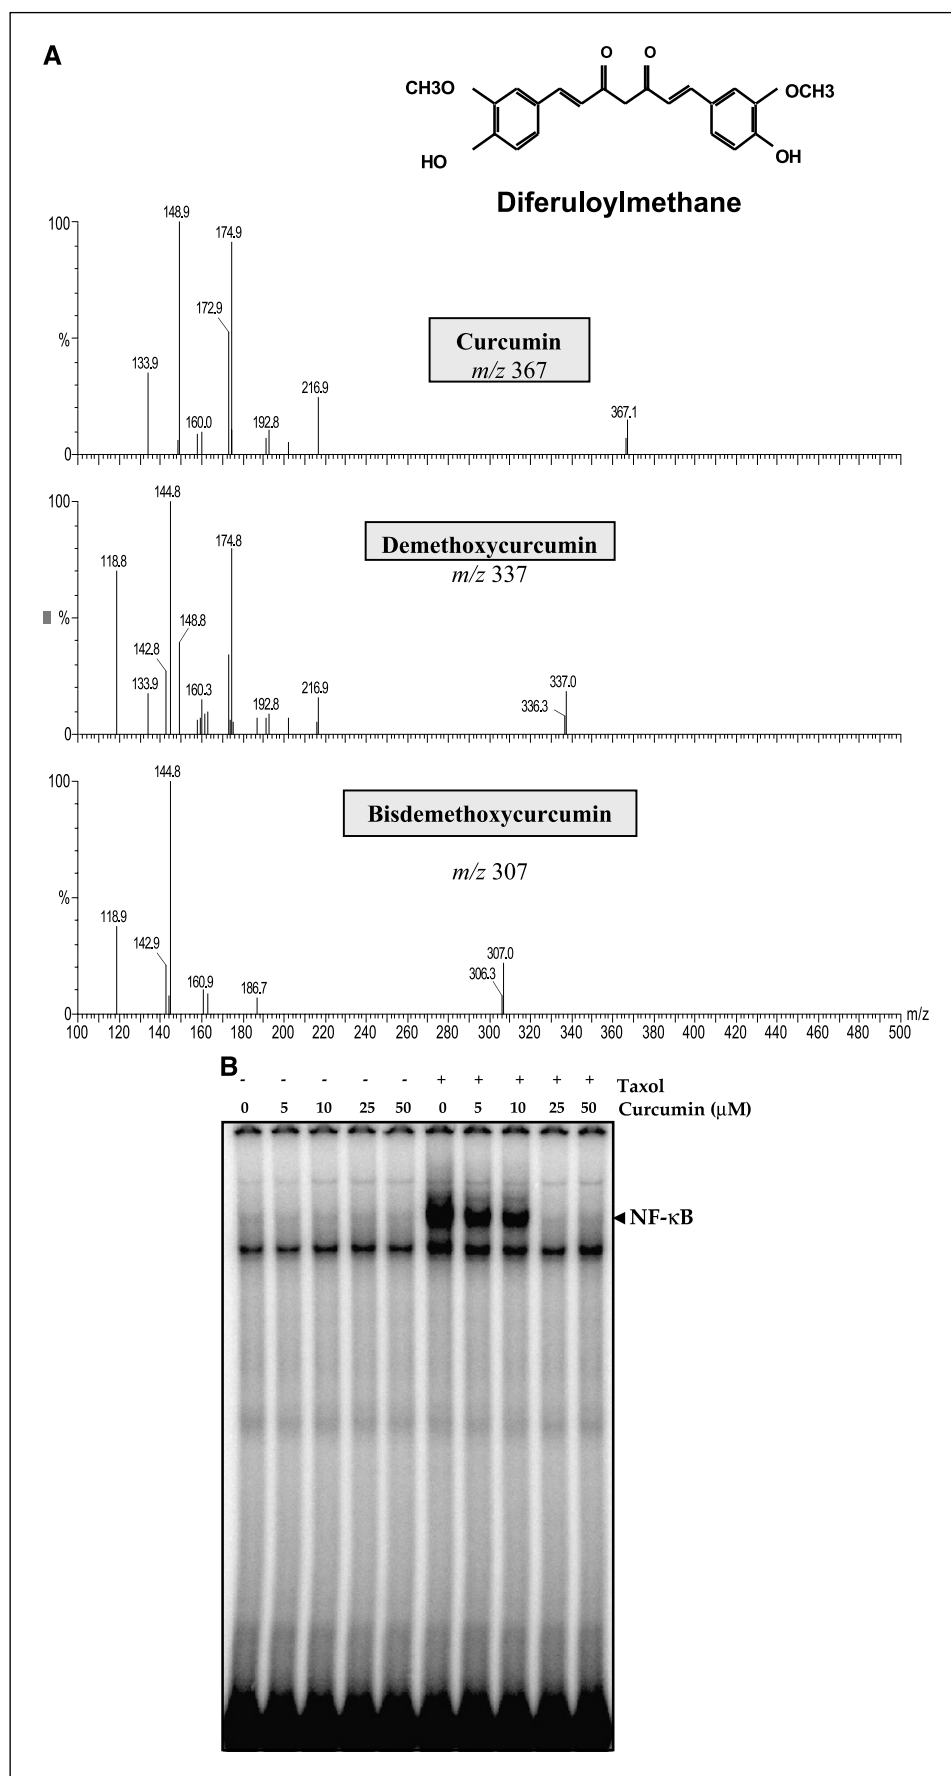 A
O O
CH3O OCH3
HO OH
Diferuloylmethane
100 148.9
174.9
172.9
Curcumin
% m/z 367
133.9
216.9
367.1
160.0 192.8
0
100 144.8
174.8
Demethoxycurcumin
118.8
m/z 337
% 148.8
142.8
133.9 160.3 192.8 216.9 337.0
336.3
0
144.8
100
Bisdemethoxycurcumin
m/z 307
%
118.9
142.9 307.0
306.3
160.9 186.7
0
100 120 140 160 180 200 220 240 260 280 300 320 340 360 380 400 420 440 460 480 500 m/z
B
- - - - - + + + + + Taxol
0 5 10 25 50 0 5 10 25 50 Curcumin (μM)
NF-κB